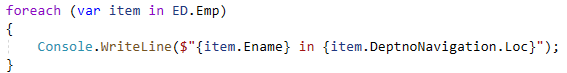 foreach (var item in ED.Emp)
{
Console.WriteLine($"{item.Ename} in {item.DeptnoNavigation.Loc}");
}